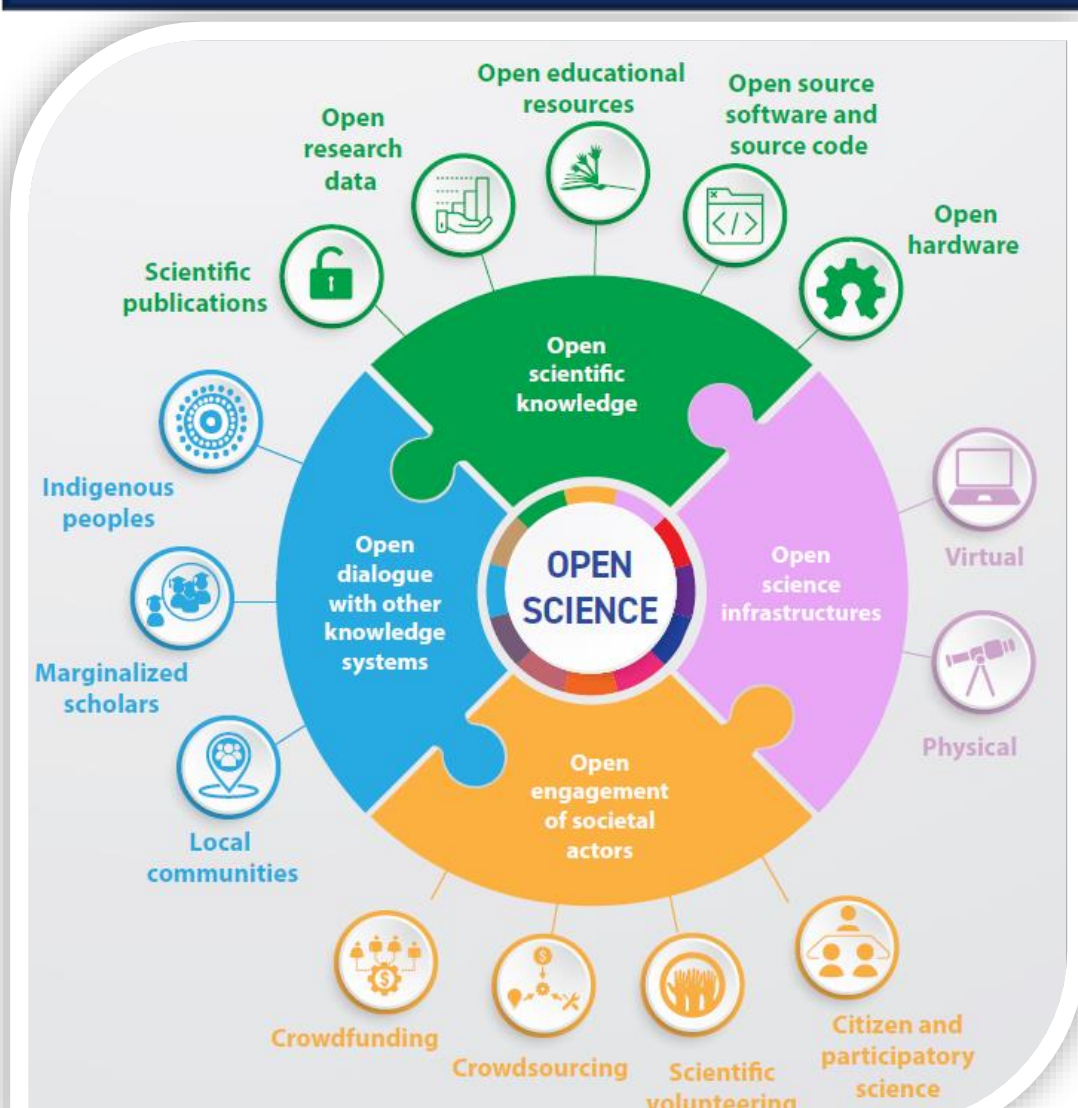 Open educational
resources
Open source
software and
source code
Open
research
data
Open
hardware
Scientific
publications
Open
scientific
knowledge
Indigenous
peoples
Marginalized
scholars
Local
communities
Open
dialogue
with other
knowledge
systems
OPEN
SCIENCE
Open
science
infrastructures
Virtual
Physical
Open
engagement
of societal
actors
Crowdfunding
Crowdsourcing
Scientific
volunteering
Citizen and
participatory
science